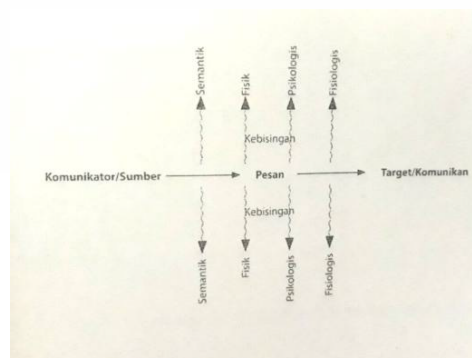 Semantik
Fisik
Psikologis
Fisiologis
Kebisingan
Komunikator/Sumber
Pesan
Target/Komunikan
Kebisingan
Semantik
Fisik
Psikologis
Fisiologis